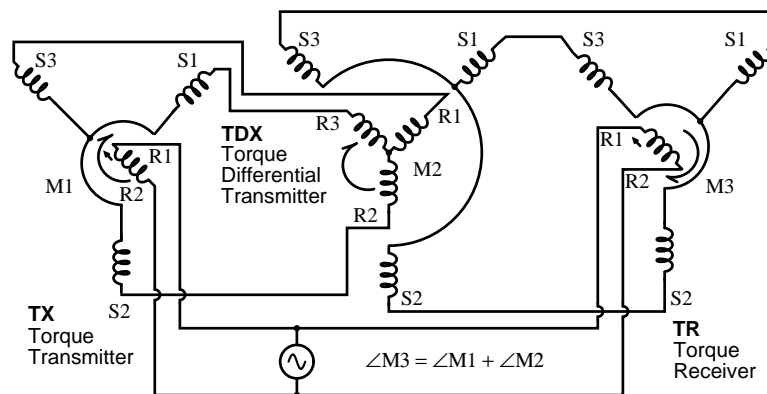 S3
S1
S3
S1
S3
S1
R3
R1
TDX
Torque
Differential
Transmitter
R1
R1
M1
R2
M2
R2
M3
R2
S2
S2
S2
TX
Torque
Transmitter
∠M3 = ∠M1 + ∠M2
TR
Torque
Receiver